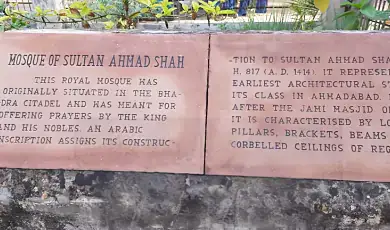 MOSQUE OF SULTAN AHMAD SHAH
THIS ROYAL MOSQUE HAS
ORIGINALLY SITUATED IN THE BHA-
DRA CITADEL AND HAS MEANT FOR
OFFERING PRAYERS BY THE KING
AND HIS NOBLES. AN ARABIC
INSCRIPTION ASSIGNS ITS CONSTRUC-
-TION TO SULTAN AHMAD SHA
H. 817 (A.D. 1414) IT REPRESE
EARLIEST ARCHITECTURAL ST
ITS CLASS IN AHMADABAD.
AFTER THE JAMI MASJID O
IT IS CHARACTERISED BY LO
PILLARS, BRACKETS, BEAMS
CORBELLED CEILINGS OF REC